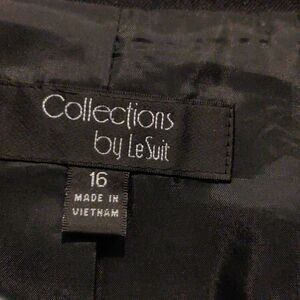 Collections
by LeSuit
16
MADE IN
VIETNAM